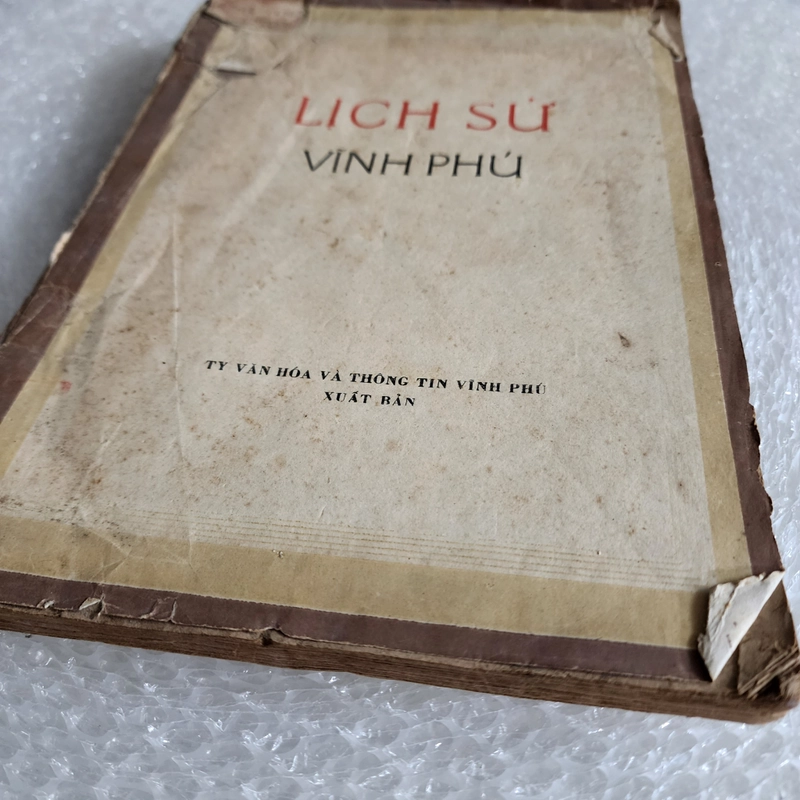 LỊCH SỬ
VĨNH PHÚ
TY VĂN HÓA VÀ THÔNG TIN VĨNH PHÚ
XUẤT BẢN